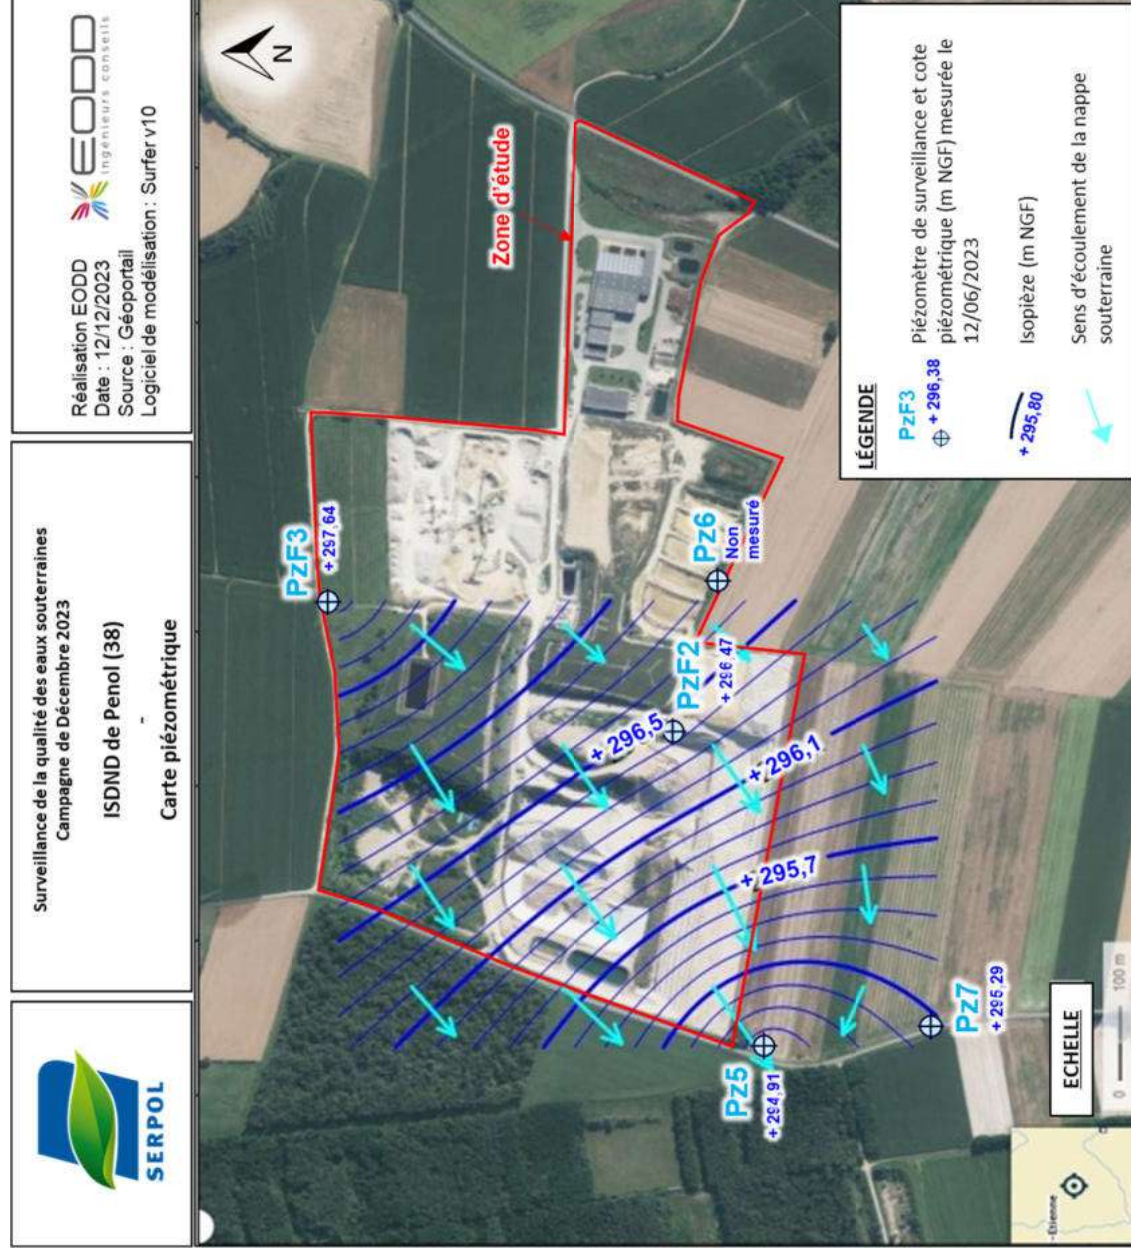 SERPOL
Surveillance de la qualité des eaux souterraines
Campagne de Décembre 2023
ISDND de Penol (38)
-
Carte piézométrique
Réalisation EODD
Date : 12/12/2023
Source : Géoportail
Logiciel de modélisation : Surfer v10
EODD
ingénieurs conseils
N
Zone d'étude
PzF3
+ 297,64
Pz6
Non
mesuré
PzF2
+ 296,47
+ 296,5
+ 296,1
+ 295,7
Pz5
+ 294,91
Pz7
+ 295,29
LÉGENDE
PzF3
+ 296,38
Piézomètre de surveillance et cote
piézométrique (m NGF) mesurée le
12/06/2023
+ 295,80
Isopièze (m NGF)
Sens d'écoulement de la nappe
souterraine
ECHELLE
0
100 m
-Étienne